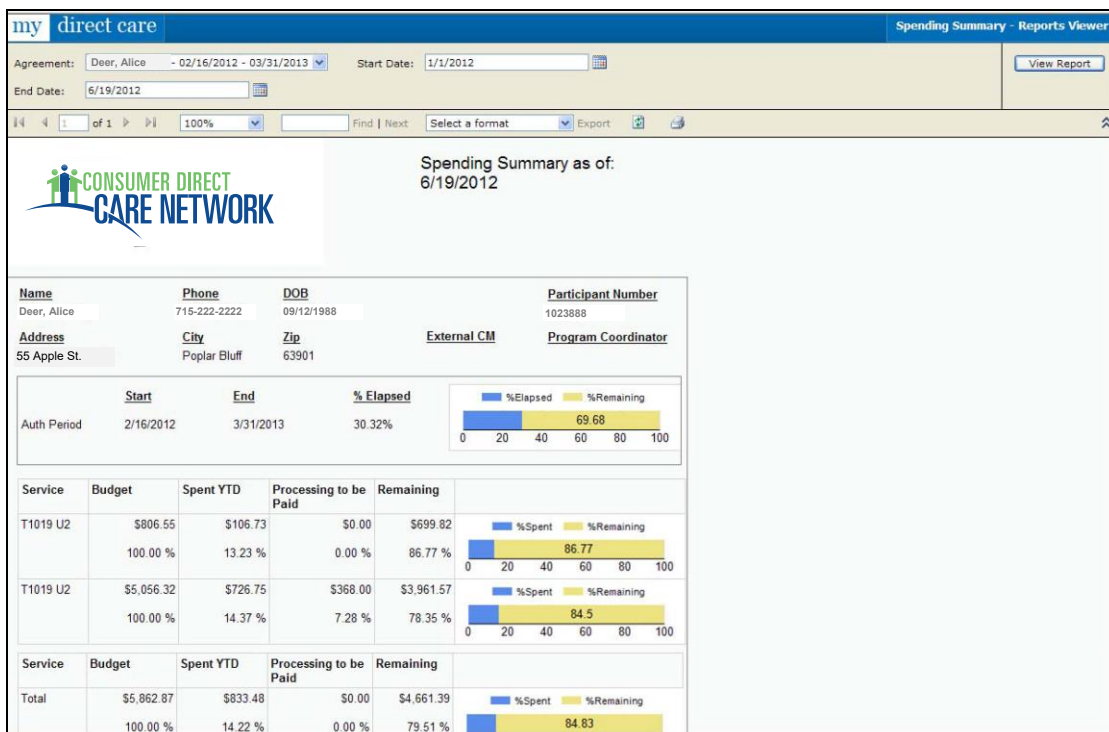 my direct care
Spending Summary - Reports Viewer
Agreement: Deer, Alice - 02/16/2012 - 03/31/2013 Start Date: 1/1/2012 View Report
End Date: 6/19/2012
1 of 1 100% Find | Next Select a format Export
CONSUMER DIRECT
CARE NETWORK
Spending Summary as of:
6/19/2012
Name Phone DOB Participant Number
Deer, Alice 715-222-2222 09/12/1988 1023888
Address City Zip External CM Program Coordinator
55 Apple St. Poplar Bluff 63901
Start End % Elapsed %Elapsed %Remaining
Auth Period 2/16/2012 3/31/2013 30.32% 69.68
0 20 40 60 80 100
Service Budget Spent YTD Processing to be Remaining
Paid
T1019 U2 $806.55 $106.73 $0.00 $699.82 %Spent %Remaining
100.00 % 13.23 % 0.00 % 86.77 % 86.77
0 20 40 60 80 100
T1019 U2 $5,056.32 $726.75 $368.00 $3,961.57 %Spent %Remaining
100.00 % 14.37 % 7.28 % 78.35 % 84.5
0 20 40 60 80 100
Service Budget Spent YTD Processing to be Remaining
Paid
Total $5,862.87 $833.48 $0.00 $4,661.39 %Spent %Remaining
100.00 % 14.22 % 0.00 % 79.51 % 84.83